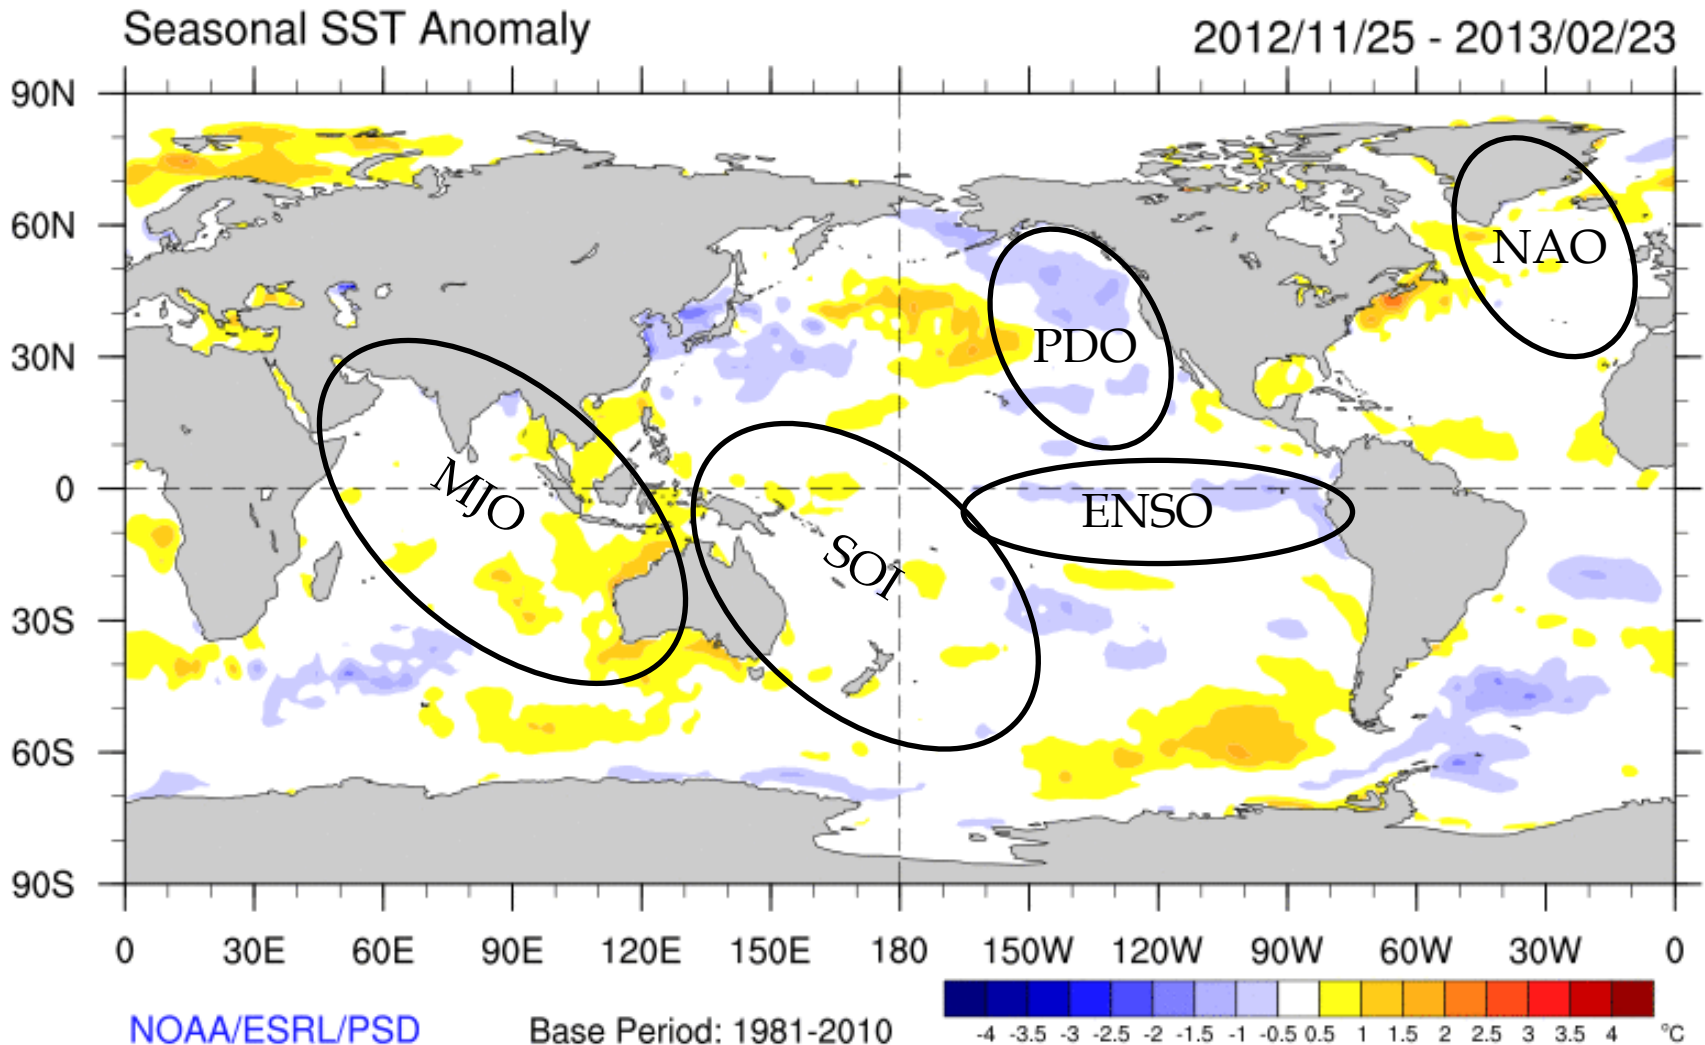 Seasonal SST Anomaly 2012/11/25 - 2013/02/23
90N
60N
30N
0
30S
60S
90S
NAO
PDO
MJO
ENSO
SOI
0 30E 60E 90E 120E 150E 180 150W 120W 90W 60W 30W 0
NOAA/ESRL/PSD Base Period: 1981-2010
-4 -3.5 -3 -2.5 -2 -1.5 -1 -0.5 0.5 1 1.5 2 2.5 3 3.5 4 °C